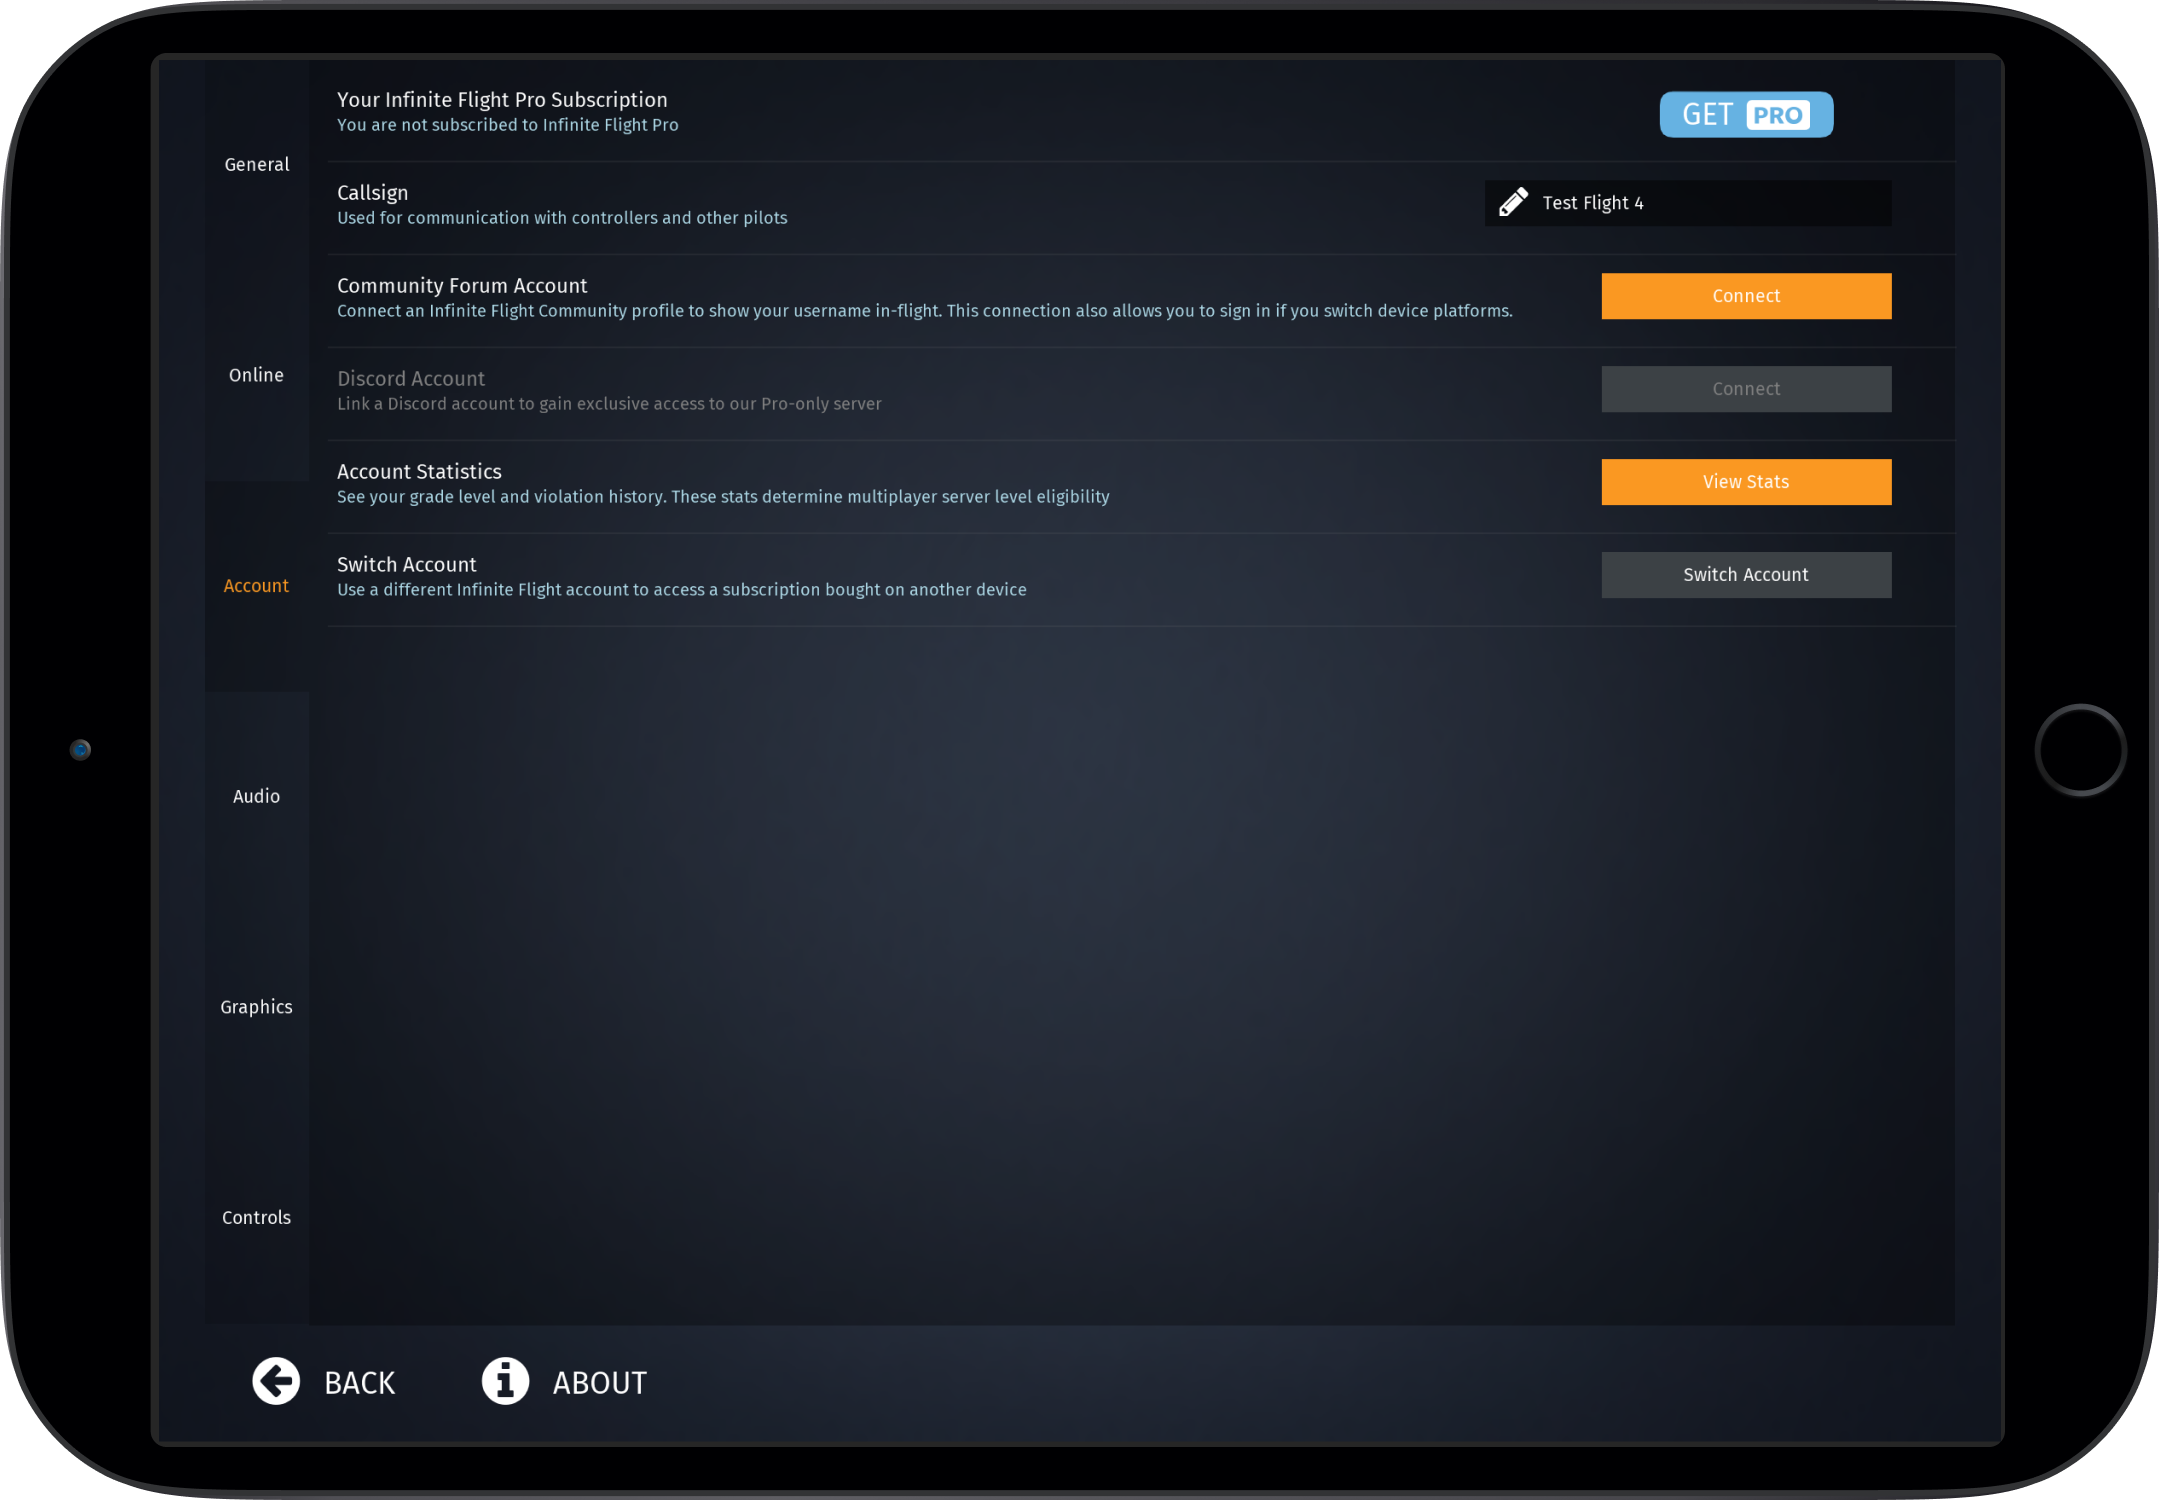 General
Online
Account
Audio
Graphics
Controls
Your Infinite Flight Pro Subscription
You are not subscribed to Infinite Flight Pro
GET PRO
Callsign
Used for communication with controllers and other pilots
Test Flight 4
Community Forum Account
Connect an Infinite Flight Community profile to show your username in-flight. This connection also allows you to sign in if you switch device platforms.
Connect
Discord Account
Link a Discord account to gain exclusive access to our Pro-only server
Connect
Account Statistics
See your grade level and violation history. These stats determine multiplayer server level eligibility
View Stats
Switch Account
Use a different Infinite Flight account to access a subscription bought on another device
Switch Account
BACK
ABOUT